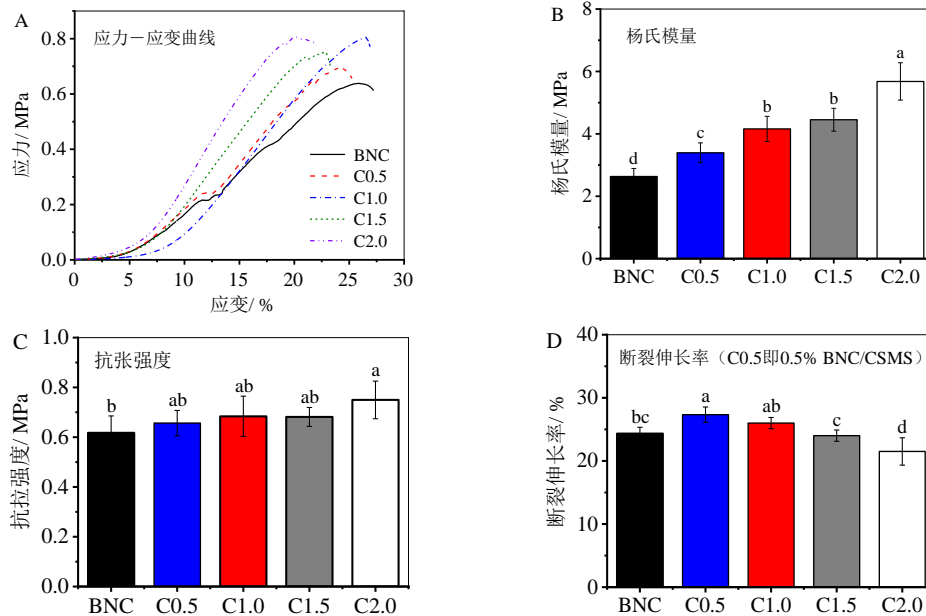 A
应力－应变曲线
应力/ MPa
0.8
0.6
0.4
0.2
0.0
BNC
C0.5
C1.0
C1.5
C2.0
0 5 10 15 20 25 30
应变/ %
B
杨氏模量
杨氏模量/ MPa
8
6
4
2
0
d c b b a
BNC C0.5 C1.0 C1.5 C2.0
C
抗张强度
抗拉强度/ MPa
1.0
0.8
0.6
0.4
0.2
0.0
b ab ab ab a
BNC C0.5 C1.0 C1.5 C2.0
D
断裂伸长率（C0.5即0.5% BNC/CSMS）
断裂伸长率/ %
40
30
20
10
0
bc a ab c d
BNC C0.5 C1.0 C1.5 C2.0